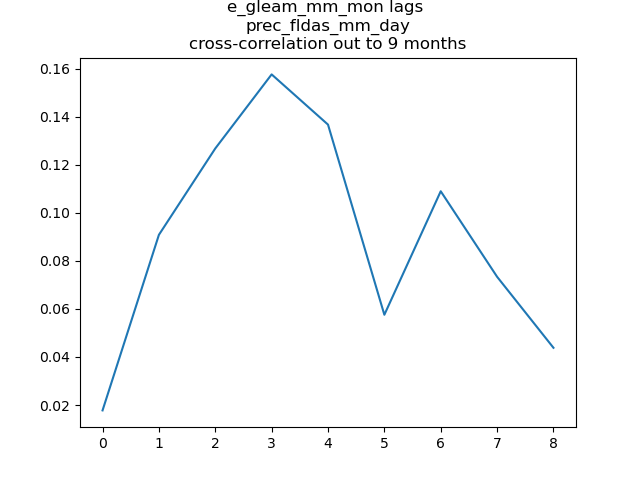 e_gleam_mm_mon lags
prec_fldas_mm_day
cross-correlation out to 9 months
0.16
0.14
0.12
0.10
0.08
0.06
0.04
0.02
0 1 2 3 4 5 6 7 8